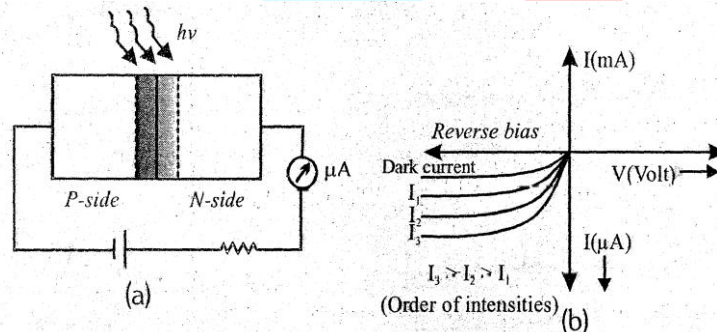 hν
P-side
N-side
μA
(a)
I(mA)
Reverse bias
Dark current
V(Volt)
I₁
I₂
I₃
I(μA)
I₃ > I₂ > I₁
(Order of intensities)
(b)